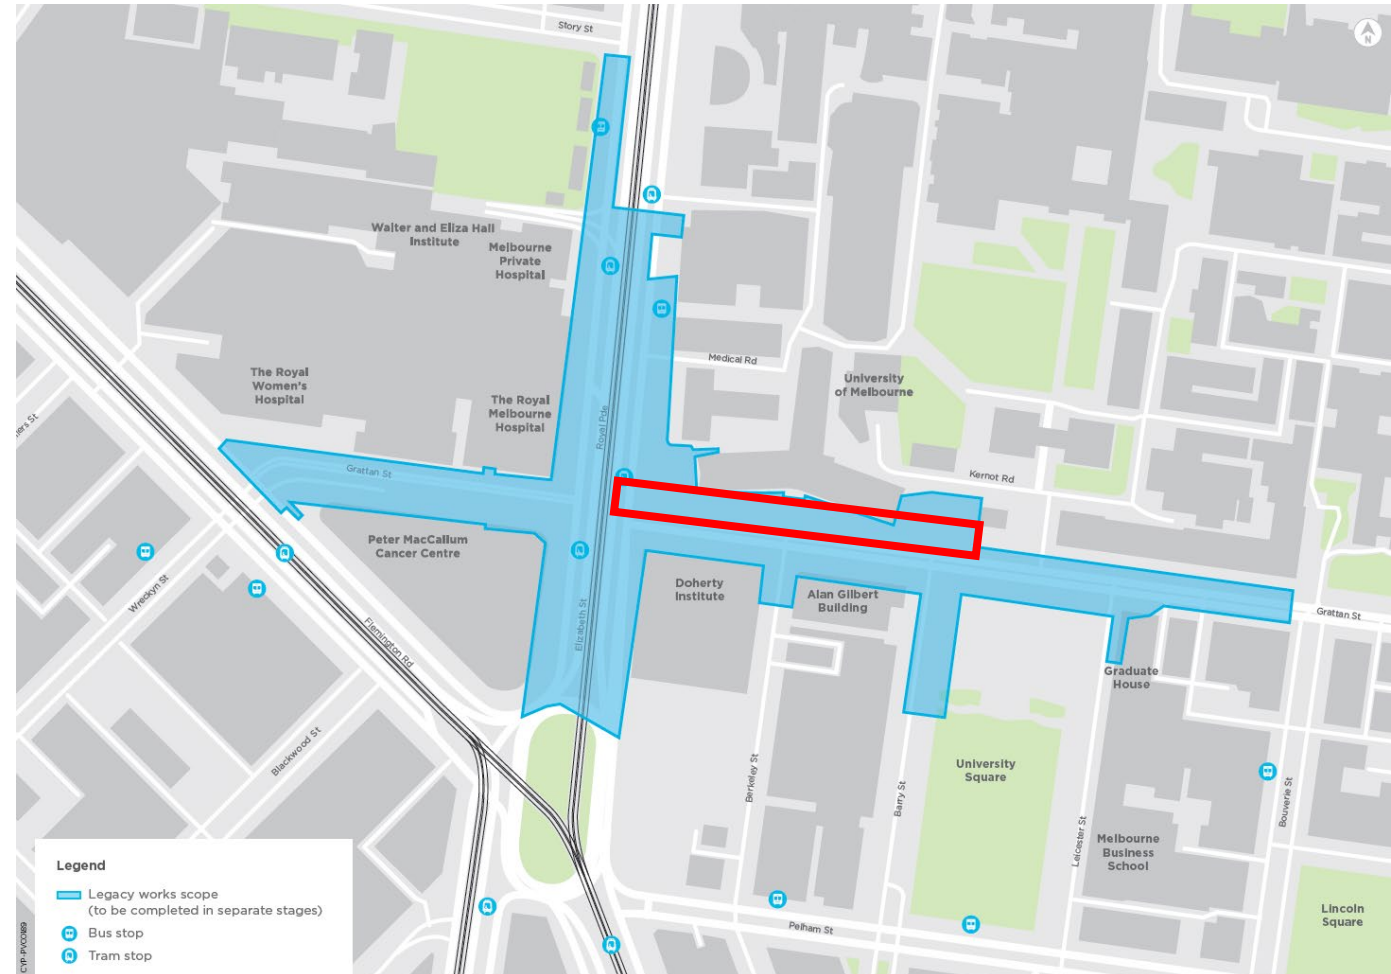 Story St
N
Walter and Eliza Hall
Institute
Melbourne
Private
Hospital
Royal Pde
Medical Rd
The Royal
Women's
Hospital
University
of Melbourne
The Royal
Melbourne
Hospital
ners St
Grattan St
Kernot Rd
Peter MacCallum
Cancer Centre
Doherty
Institute
Alan Gilbert
Building
Wreckyn St
Elizabeth St
Grattan St
Flemington Rd
Graduate
House
Blackwood St
University
Square
Berkeley St
Barry St
Leicester St
Bouverie St
Melbourne
Business
School
Legend
Legacy works scope
(to be completed in separate stages)
Bus stop
Tram stop
Pelham St
Lincoln
Square